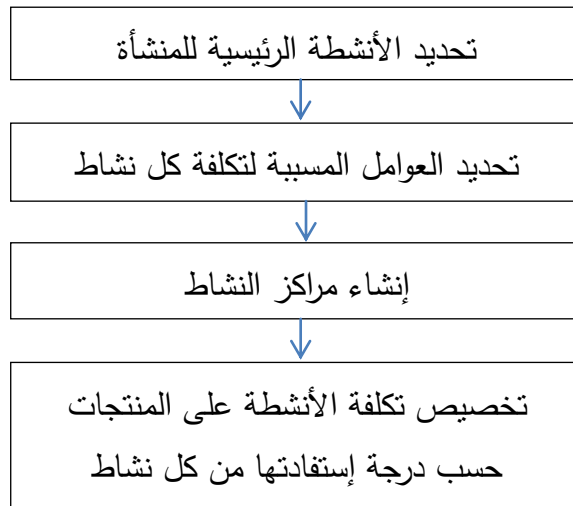 تحديد الأنشطة الرئيسية للمنشأة
تحديد العوامل المسببة لتكلفة كل نشاط
إنشاء مراكز النشاط
تخصيص تكلفة الأنشطة على المنتجات
حسب درجة إستفادتها من كل نشاط